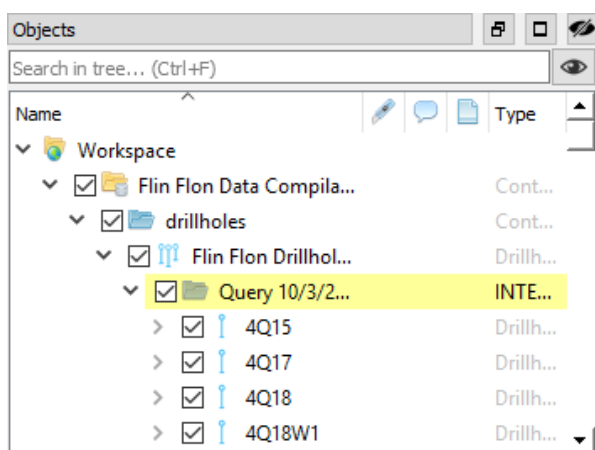 Objects
Search in tree... (Ctrl+F)
Name Type
Workspace
Flin Flon Data Compila... Cont...
drillholes Cont...
Flin Flon Drillhol... Drillh...
Query 10/3/2... INTE...
4Q15 Drillh...
4Q17 Drillh...
4Q18 Drillh...
4Q18W1 Drillh...